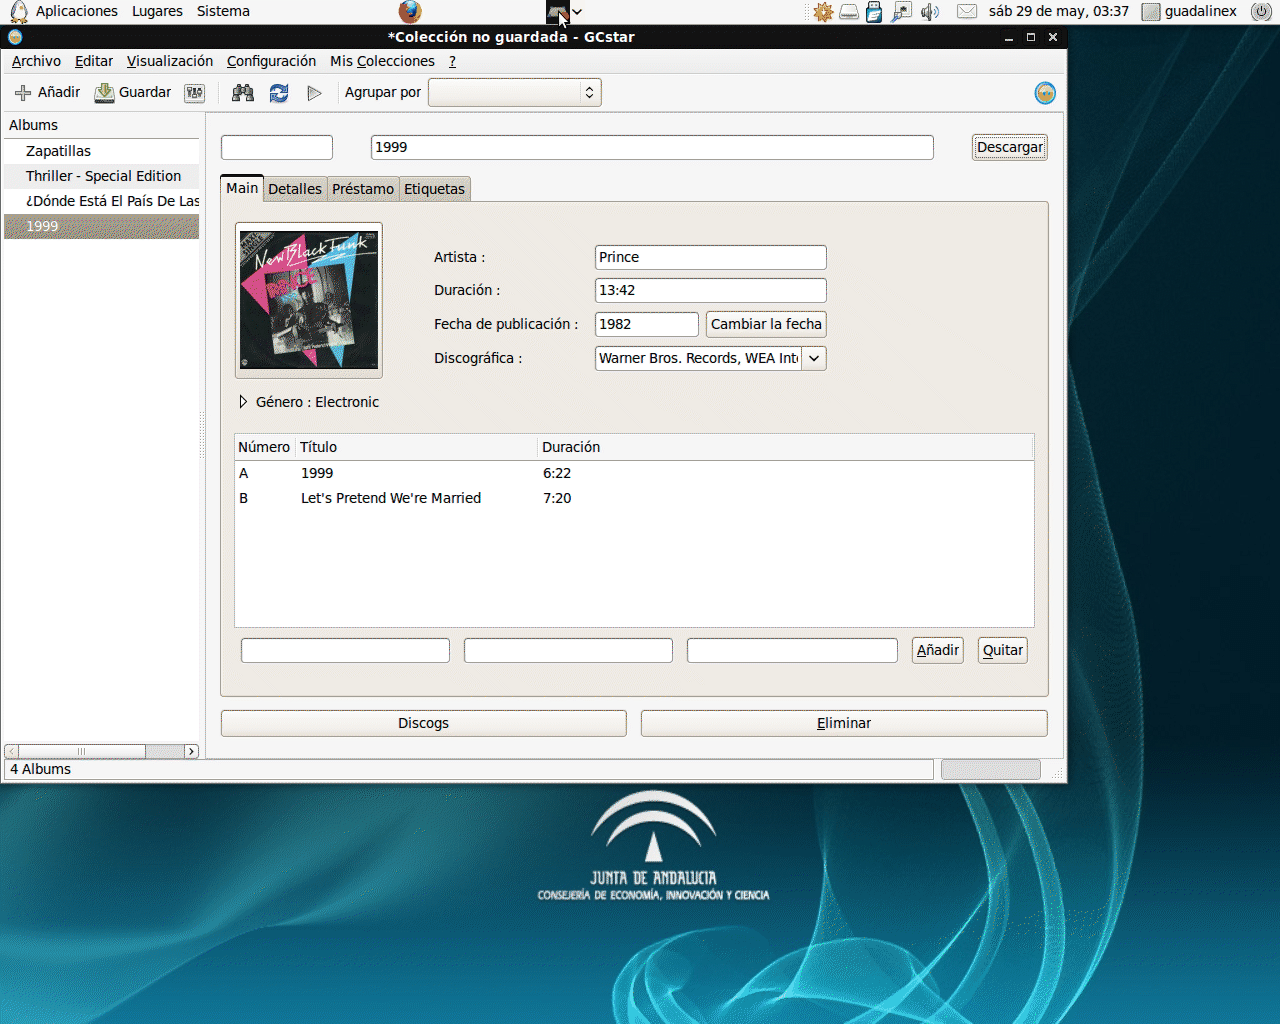 Aplicaciones Lugares Sistema sáb 29 de may, 03:37 guadalinex
*Colección no guardada - GCstar
Archivo Editar Visualización Configuración Mis Colecciones ?
Añadir Guardar Agrupar por
Albums
Zapatillas
Thriller - Special Edition
¿Dónde Está El País De Las
1999
1999 Descargar
Main Detalles Préstamo Etiquetas
New Black Funk
PRINCE
Artista : Prince
Duración : 13:42
Fecha de publicación : 1982 Cambiar la fecha
Discográfica : Warner Bros. Records, WEA Inte
Género : Electronic
Número Título Duración
A 1999 6:22
B Let's Pretend We're Married 7:20
Añadir Quitar
Discogs Eliminar
4 Albums
JUNTA DE ANDALUCIA
CONSEJERÍA DE ECONOMÍA, INNOVACIÓN Y CIENCIA